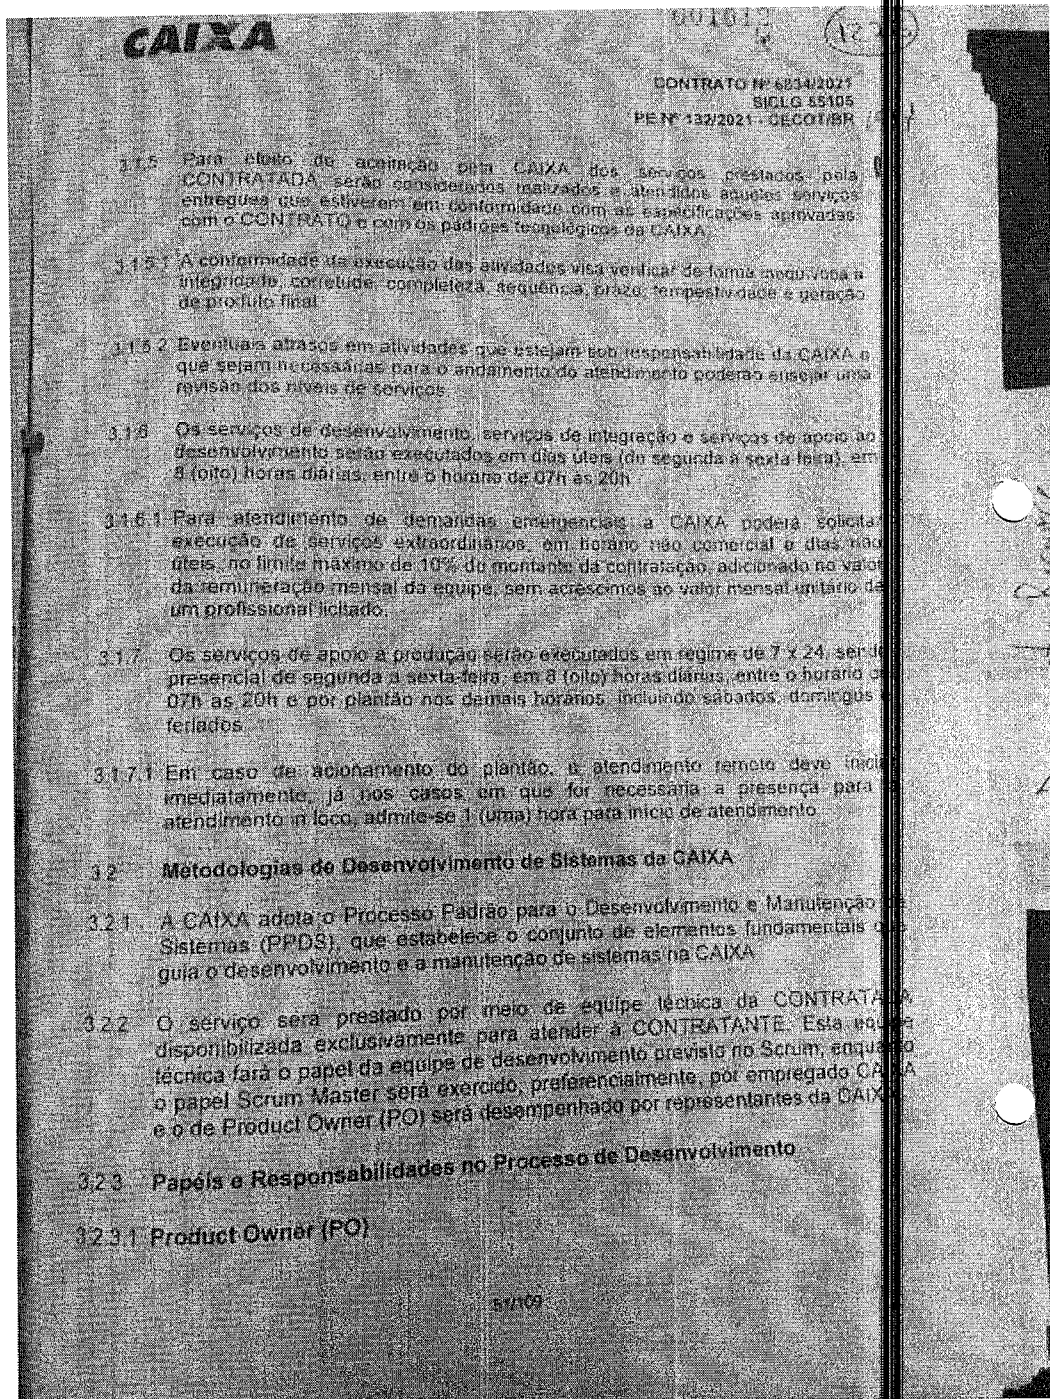 CAIXA
CONTRATO Nº 6834/2021
SICLG 55105
PE Nº 132/2021 - CECOT/BR
3.1.5 Para efeito de aceitação pela CAIXA dos serviços prestados pela
CONTRATADA, serão considerados realizados e atendidos aqueles serviços
entregues que estiverem em conformidade com as especificações aprovadas,
com o CONTRATO e com os padrões tecnológicos da CAIXA.
3.1.5.1 A conformidade da execução das atividades visa verificar de forma inequívoca a
integridade, corretude, completeza, sequência, prazo, tempestividade e geração
de produto final.
3.1.5.2 Eventuais atrasos em atividades que estejam sob responsabilidade da CAIXA e
que sejam necessárias para o andamento do atendimento poderão ensejar uma
revisão dos níveis de serviços.
3.1.6 Os serviços de desenvolvimento, serviços de integração e serviços de apoio ao
desenvolvimento serão executados em dias úteis (de segunda a sexta-feira), em
8 (oito) horas diárias, entre o horário de 07h às 20h.
3.1.6.1 Para atendimento de demandas emergenciais a CAIXA poderá solicitar
execução de serviços extraordinários, em horário não comercial e dias não
úteis, no limite máximo de 10% do montante da contratação, adicionado no valor
da remuneração mensal da equipe, sem acréscimos ao valor mensal unitário de
um profissional licitado.
3.1.7 Os serviços de apoio à produção serão executados em regime de 7 x 24, sendo
presencial de segunda a sexta-feira, em 8 (oito) horas diárias, entre o horário de
07h às 20h e por plantão nos demais horários, incluindo sábados, domingos e
feriados.
3.1.7.1 Em caso de acionamento do plantão, o atendimento remoto deve iniciar
imediatamente, já nos casos em que for necessária a presença para
atendimento in loco, admite-se 1 (uma) hora para início de atendimento.
3.2 Metodologias de Desenvolvimento de Sistemas da CAIXA
3.2.1 A CAIXA adota o Processo Padrão para o Desenvolvimento e Manutenção de
Sistemas (PPDS), que estabelece o conjunto de elementos fundamentais que
guia o desenvolvimento e a manutenção de sistemas na CAIXA.
3.2.2 O serviço será prestado por meio de equipe técnica da CONTRATADA
disponibilizada exclusivamente para atender à CONTRATANTE. Esta equipe
técnica fará o papel da equipe de desenvolvimento previsto no Scrum, enquanto
o papel Scrum Master será exercido, preferencialmente, por empregado CAIXA
e o de Product Owner (PO) será desempenhado por representantes da CAIXA.
3.2.3 Papéis e Responsabilidades no Processo de Desenvolvimento
3.2.3.1 Product Owner (PO)
51/109